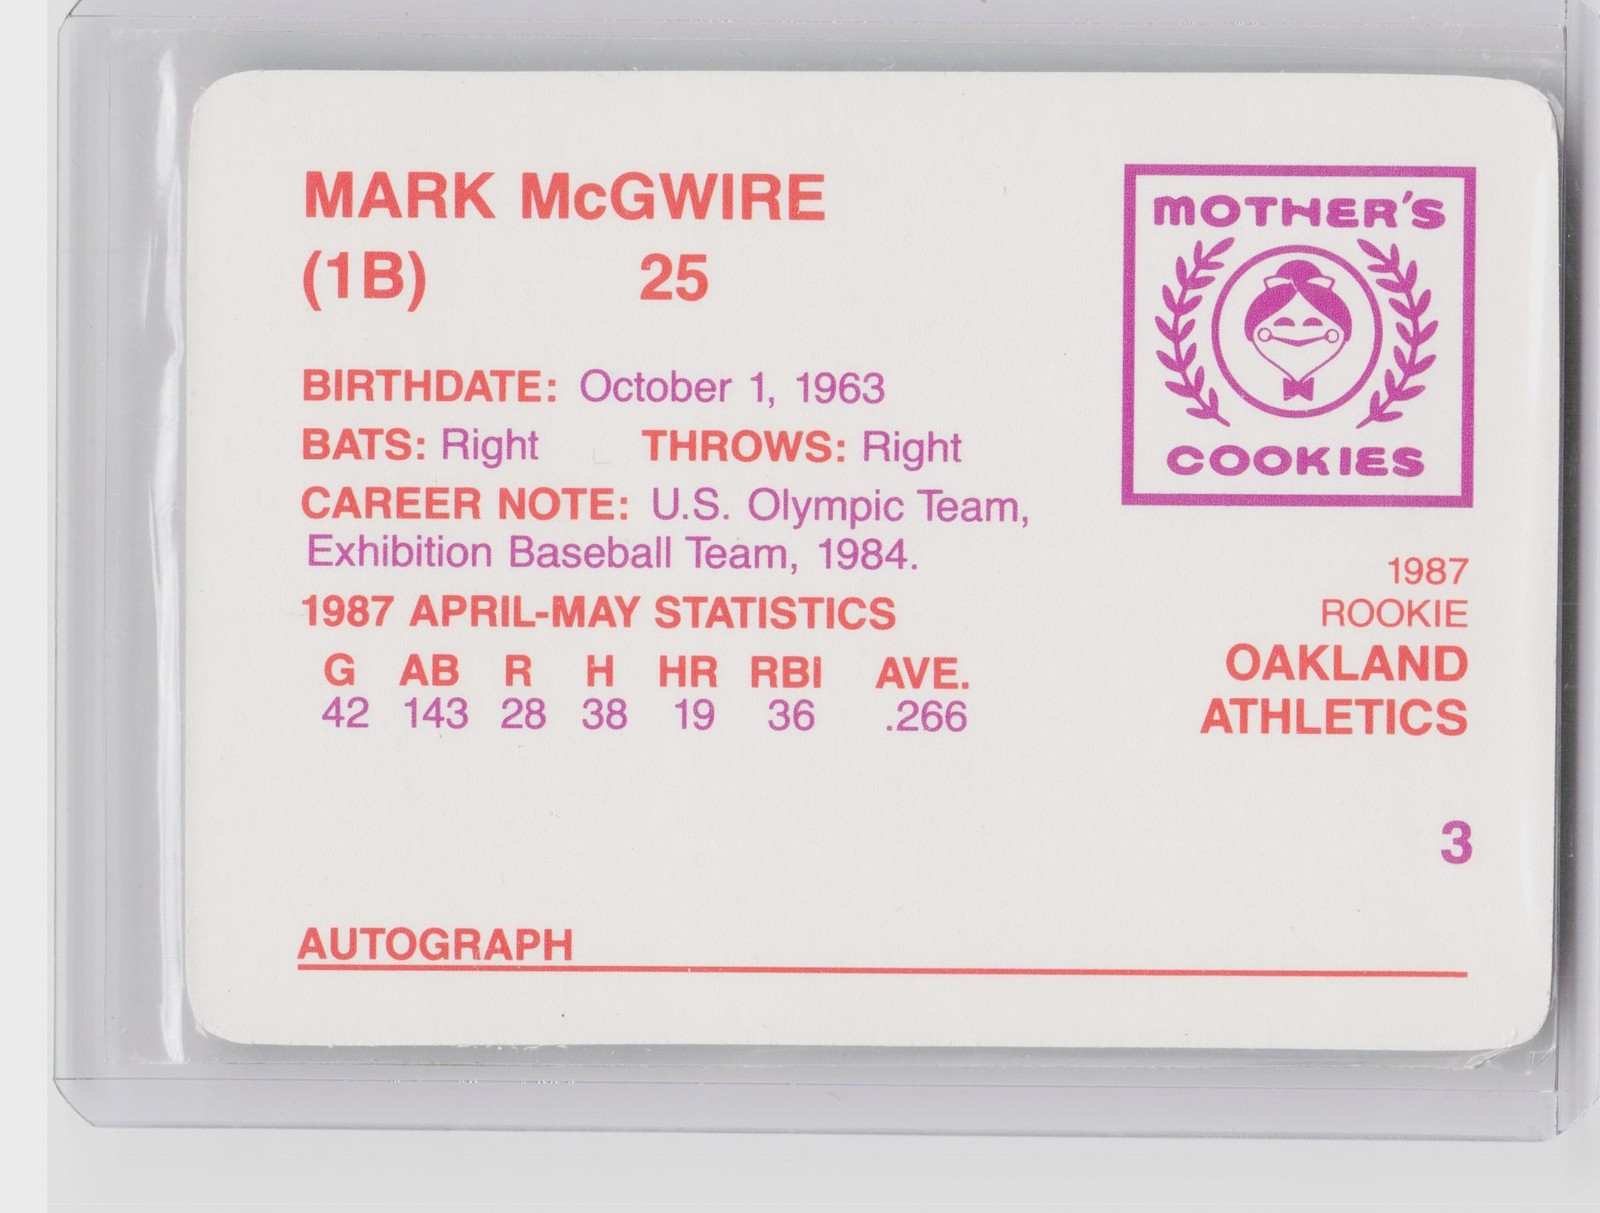 MARK McGWIRE
(1B) 25
BIRTHDATE: October 1, 1963
BATS: Right THROWS: Right
CAREER NOTE: U.S. Olympic Team,
Exhibition Baseball Team, 1984.
1987 APRIL-MAY STATISTICS
G AB R H HR RBI AVE.
42 143 28 38 19 36 .266
MOTHER'S
COOKIES
1987
ROOKIE
OAKLAND
ATHLETICS
3
AUTOGRAPH